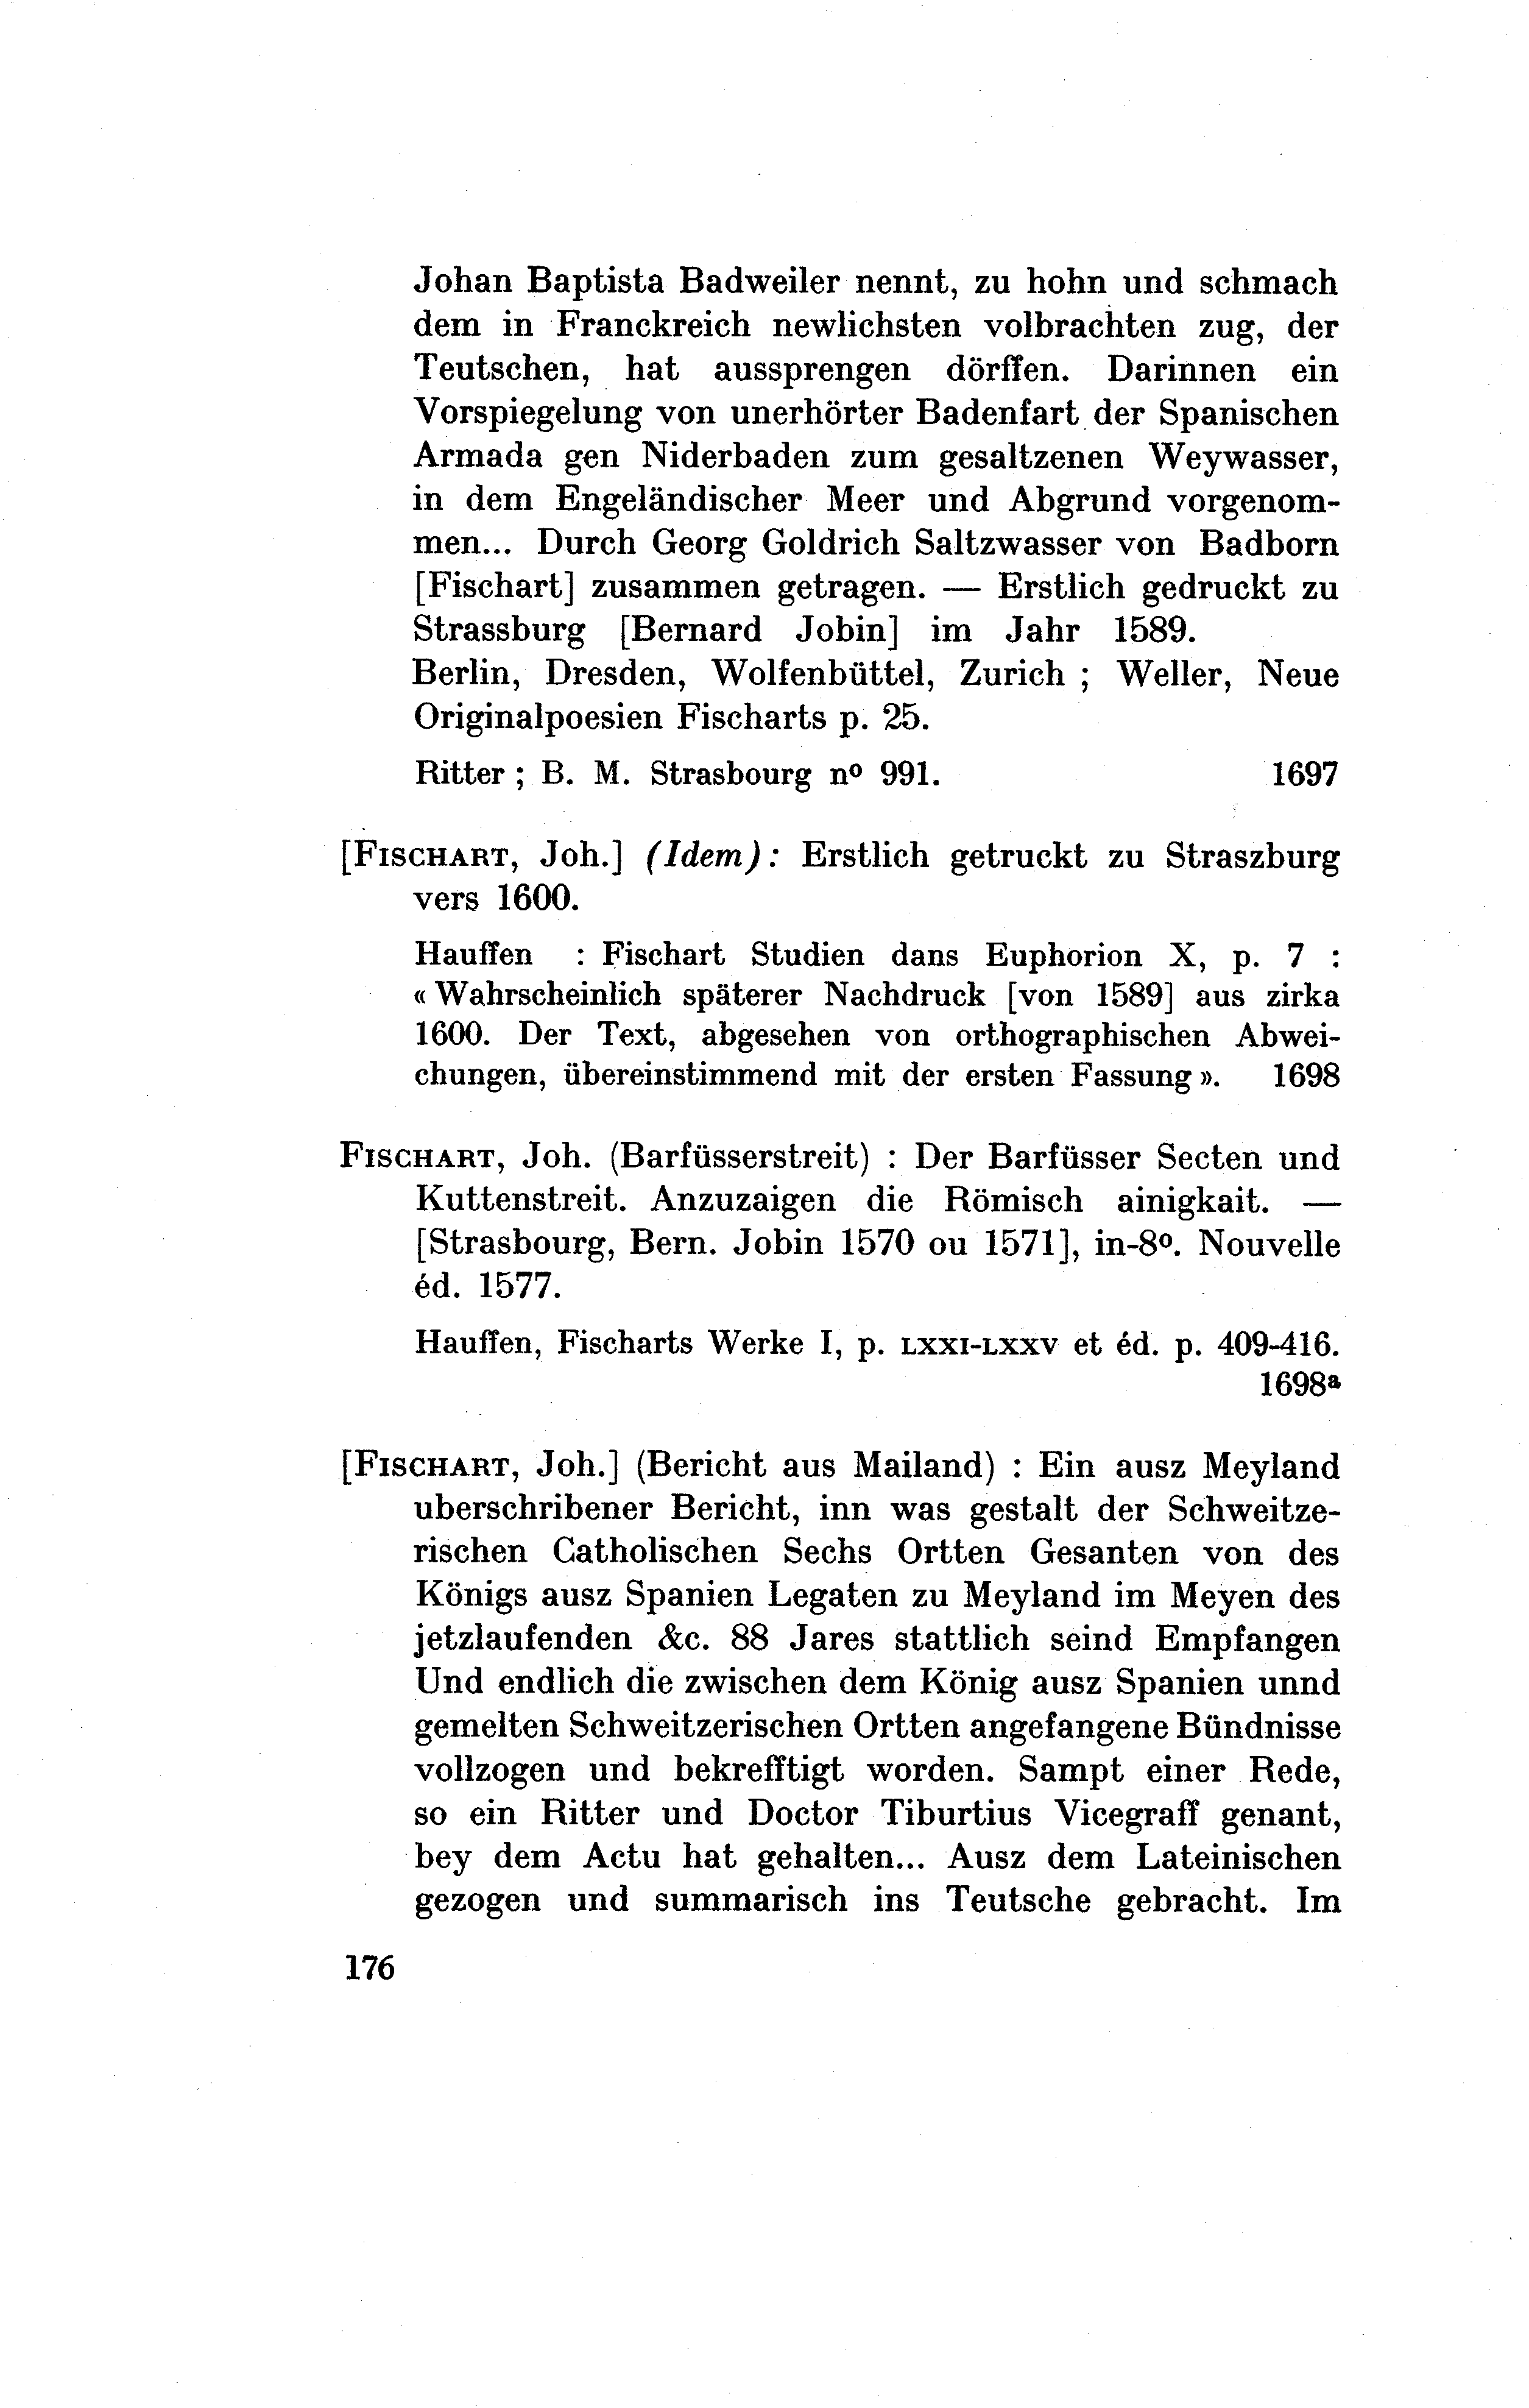 Johan Baptista Badweiler nennt, zu hohn und schmach
dem in Franckreich newlichsten volbrachten zug, der
Teutschen, hat aussprengen dörffen. Darinnen ein
Vorspiegelung von unerhörter Badenfart der Spanischen
Armada gen Niderbaden zum gesaltzenen Weywasser,
in dem Engeländischer Meer und Abgrund vorgenom-
men... Durch Georg Goldrich Saltzwasser von Badborn
[Fischart] zusammen getragen. — Erstlich gedruckt zu
Strassburg [Bernard Jobin] im Jahr 1589.
Berlin, Dresden, Wolfenbüttel, Zurich ; Weller, Neue
Originalpoesien Fischarts p. 25.
Ritter ; B. M. Strasbourg nº 991. 1697
[FISCHART, Joh.] (Idem) : Erstlich getruckt zu Straszburg
vers 1600.
Hauffen : Fischart Studien dans Euphorion X, p. 7 :
« Wahrscheinlich späterer Nachdruck [von 1589] aus zirka
1600. Der Text, abgesehen von orthographischen Abwei-
chungen, übereinstimmend mit der ersten Fassung ». 1698
FISCHART, Joh. (Barfüsserstreit) : Der Barfüsser Secten und
Kuttenstreit. Anzuzaigen die Römisch ainigkait. —
[Strasbourg, Bern. Jobin 1570 ou 1571], in-8º. Nouvelle
éd. 1577.
Hauffen, Fischarts Werke I, p. LXXI-LXXV et éd. p. 409-416.
1698ª
[FISCHART, Joh.] (Bericht aus Mailand) : Ein ausz Meyland
uberschribener Bericht, inn was gestalt der Schweitze-
rischen Catholischen Sechs Ortten Gesanten von des
Königs ausz Spanien Legaten zu Meyland im Meyen des
jetzlaufenden &c. 88 Jares stattlich seind Empfangen
Und endlich die zwischen dem König ausz Spanien unnd
gemelten Schweitzerischen Ortten angefangene Bündnisse
vollzogen und bekrefftigt worden. Sampt einer Rede,
so ein Ritter und Doctor Tiburtius Vicegraff genant,
bey dem Actu hat gehalten... Ausz dem Lateinischen
gezogen und summarisch ins Teutsche gebracht. Im
176